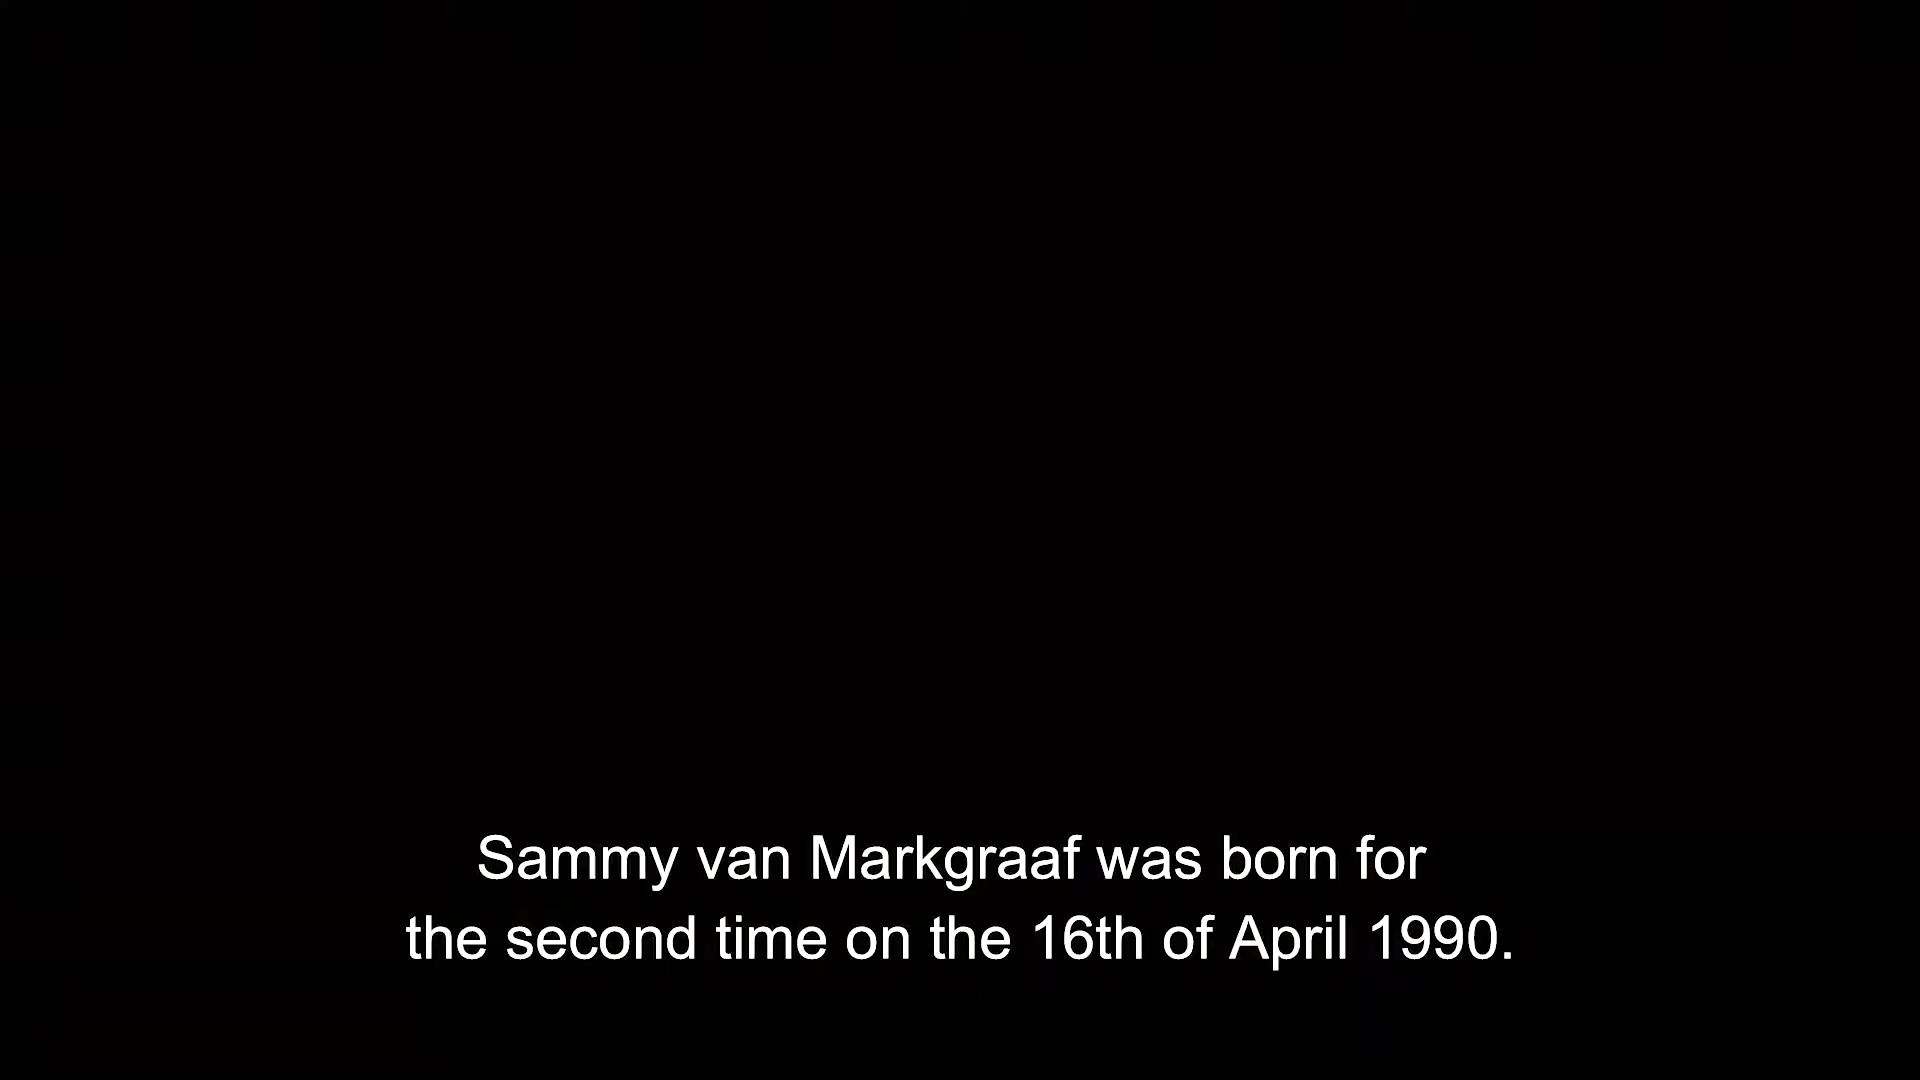 Sammy van Markgraaf was born for
the second time on the 16th of April 1990.